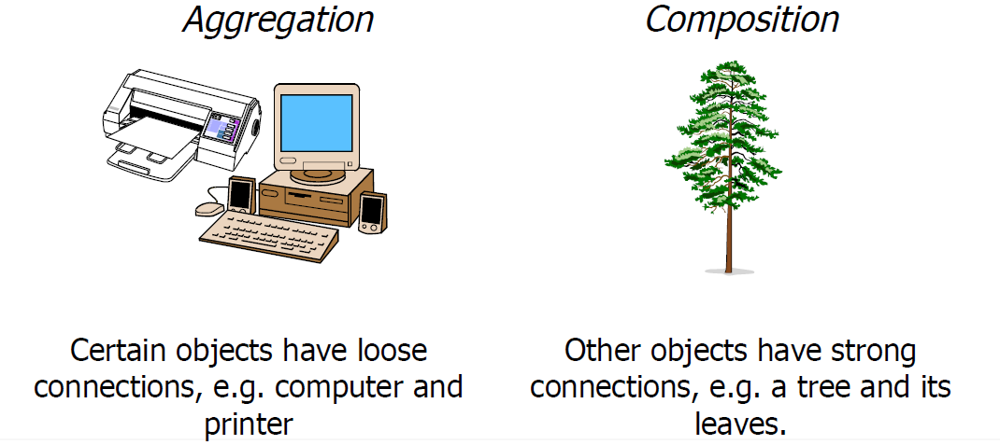 Aggregation
Composition
Certain objects have loose
connections, e.g. computer and
printer
Other objects have strong
connections, e.g. a tree and its
leaves.